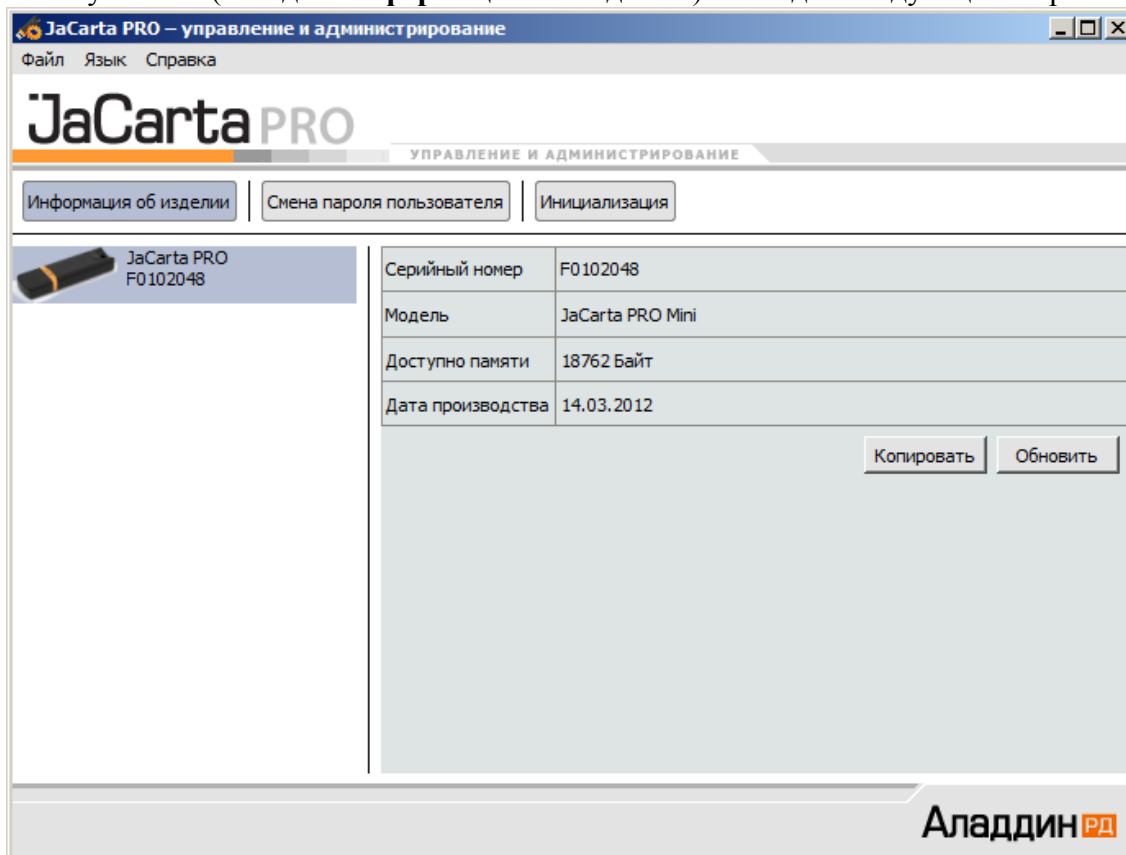 JaCarta PRO – управление и администрирование
Файл Язык Справка
JaCarta PRO
УПРАВЛЕНИЕ И АДМИНИСТРИРОВАНИЕ
Информация об изделии Смена пароля пользователя Инициализация
JaCarta PRO
F0102048
Серийный номер F0102048
Модель JaCarta PRO Mini
Доступно памяти 18762 Байт
Дата производства 14.03.2012
Копировать Обновить
Аладдин РД